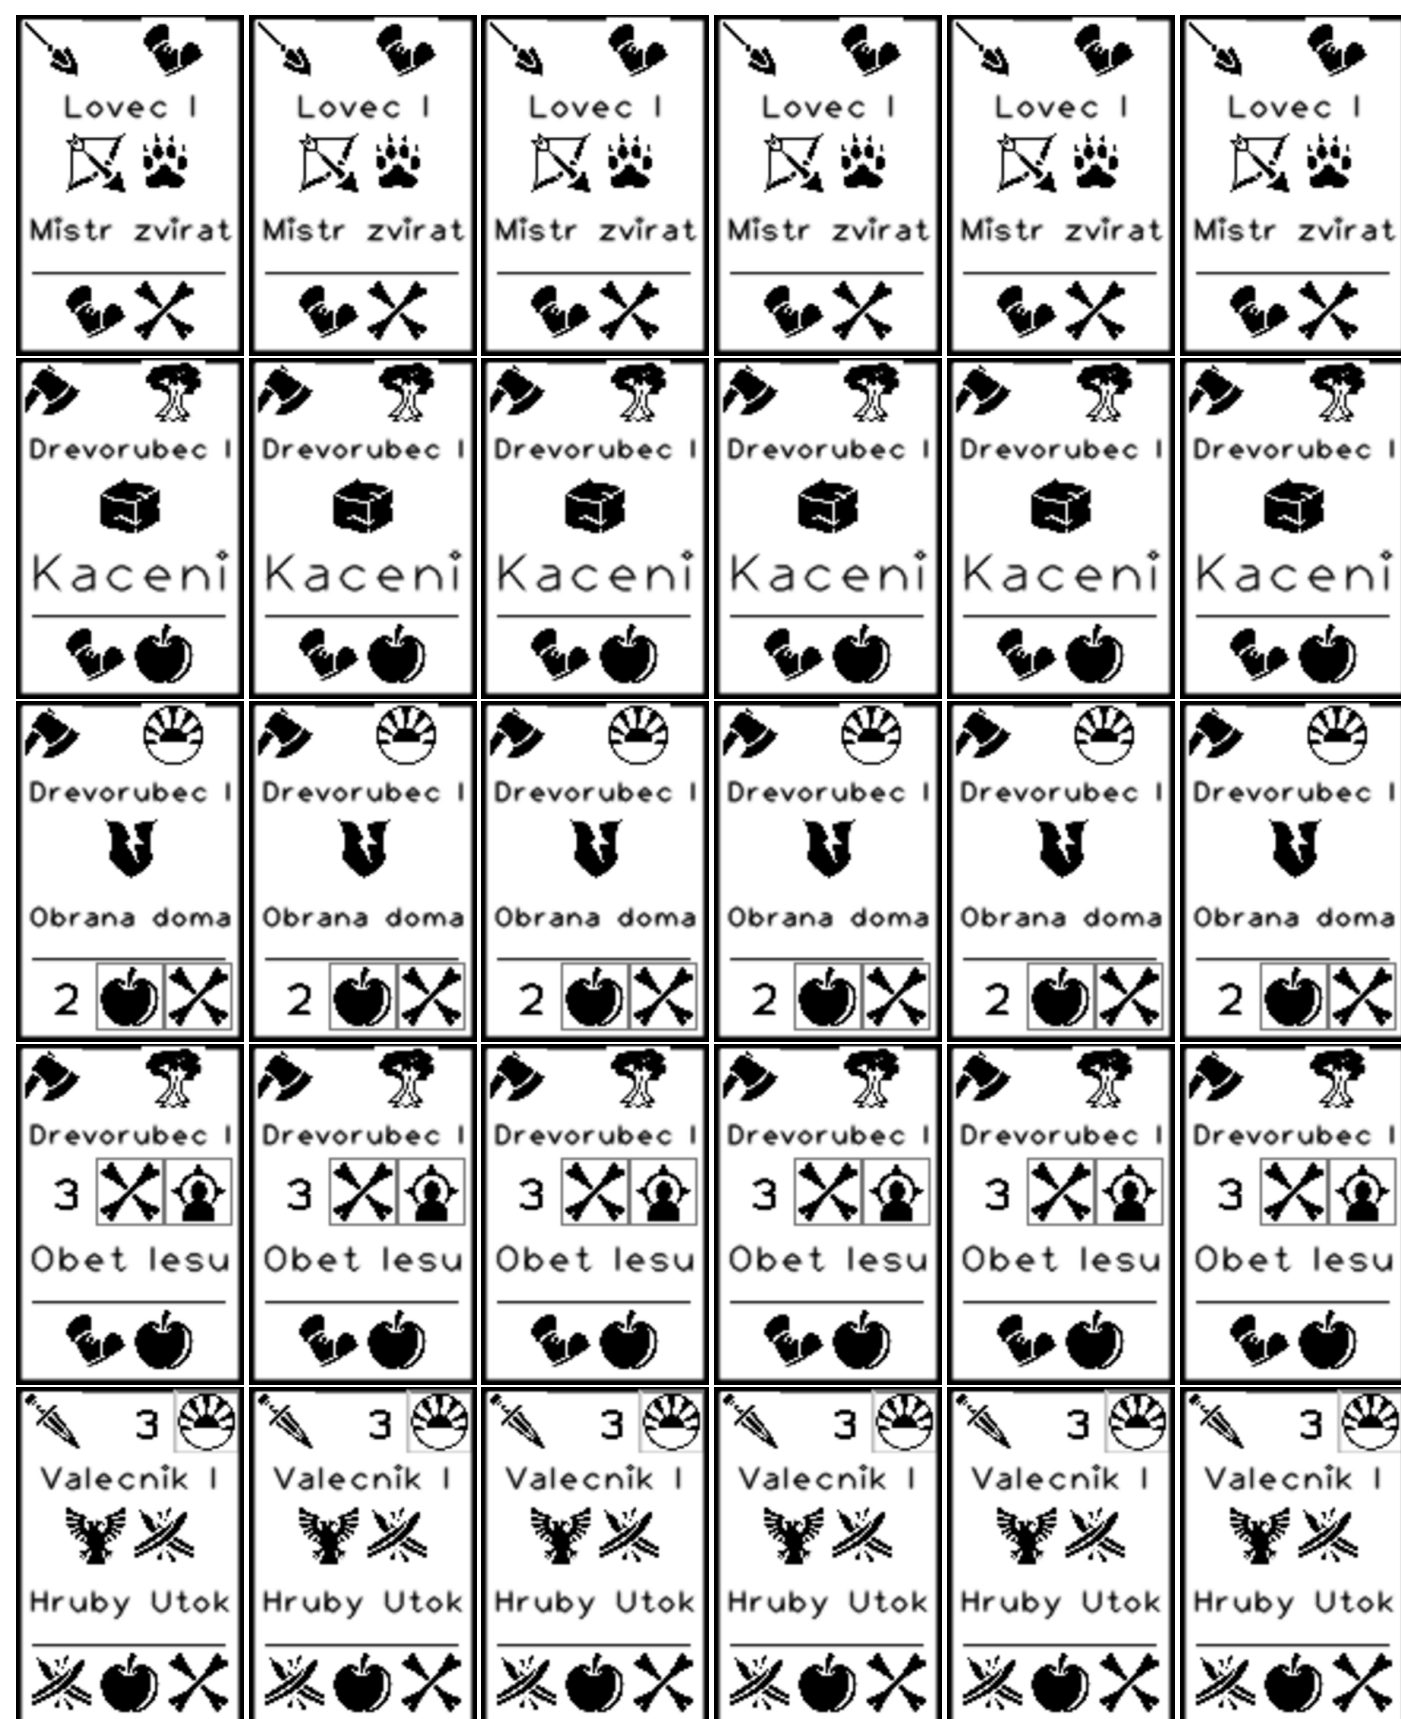 Lovec I Lovec I Lovec I Lovec I Lovec I Lovec I
Mistr zvirat Mistr zvirat Mistr zvirat Mistr zvirat Mistr zvirat Mistr zvirat
Drevorubec I Drevorubec I Drevorubec I Drevorubec I Drevorubec I Drevorubec I
Kaceni Kaceni Kaceni Kaceni Kaceni Kaceni
Drevorubec I Drevorubec I Drevorubec I Drevorubec I Drevorubec I Drevorubec I
Obrana doma Obrana doma Obrana doma Obrana doma Obrana doma Obrana doma
2 2 2 2 2 2
Drevorubec I Drevorubec I Drevorubec I Drevorubec I Drevorubec I Drevorubec I
3 3 3 3 3 3
Obet lesu Obet lesu Obet lesu Obet lesu Obet lesu Obet lesu
3 3 3 3 3 3
Valecnik I Valecnik I Valecnik I Valecnik I Valecnik I Valecnik I
Hruby Utok Hruby Utok Hruby Utok Hruby Utok Hruby Utok Hruby Utok